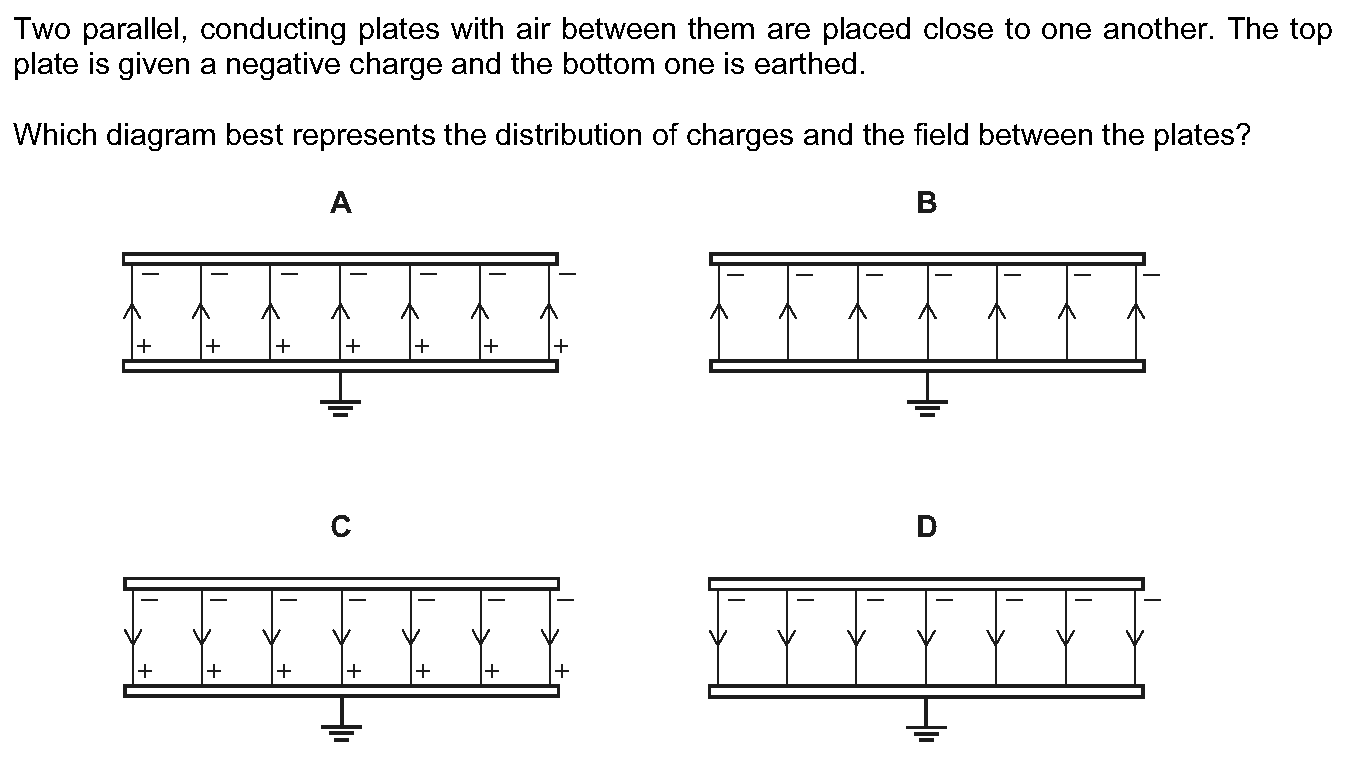 Two parallel, conducting plates with air between them are placed close to one another. The top
plate is given a negative charge and the bottom one is earthed.
Which diagram best represents the distribution of charges and the field between the plates?
A B
– – – – – – – – – – – – – –
+ + + + + + +
C D
– – – – – – – – – – – – – –
+ + + + + + +